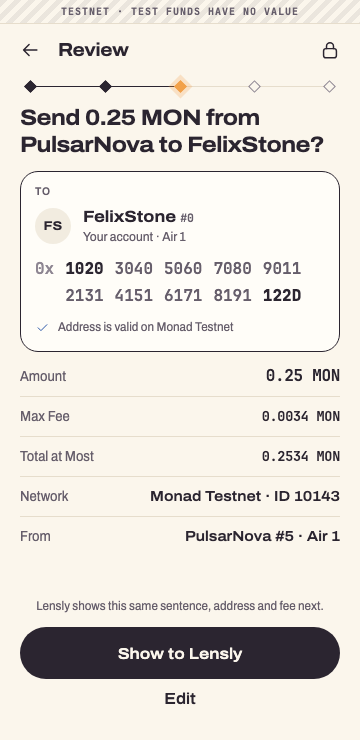 TESTNET · TEST FUNDS HAVE NO VALUE
Review
Send 0.25 MON from
PulsarNova to FelixStone?
TO
FS
FelixStone #0
Your account · Air 1
0x 1020 3040 5060 7080 9011
2131 4151 6171 8191 122D
Address is valid on Monad Testnet
Amount 0.25 MON
Max Fee 0.0034 MON
Total at Most 0.2534 MON
Network Monad Testnet · ID 10143
From PulsarNova #5 · Air 1
Lensly shows this same sentence, address and fee next.
Show to Lensly
Edit